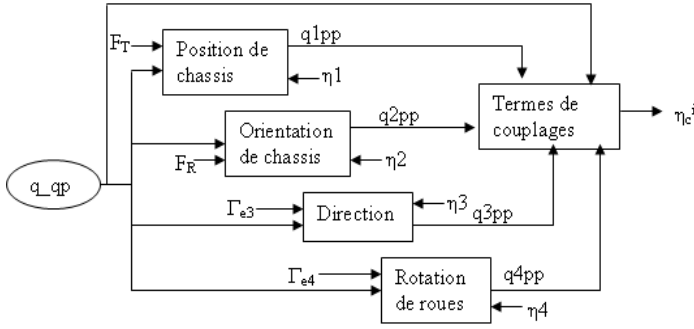 F_T
Position de
chassis
q1pp
η1
Orientation
de chassis
q2pp
F_R
η2
Termes de
couplages
η_c^i
q_qp
Γ_e3
Direction
η3
q3pp
Γ_e4
Rotation
de roues
q4pp
η4